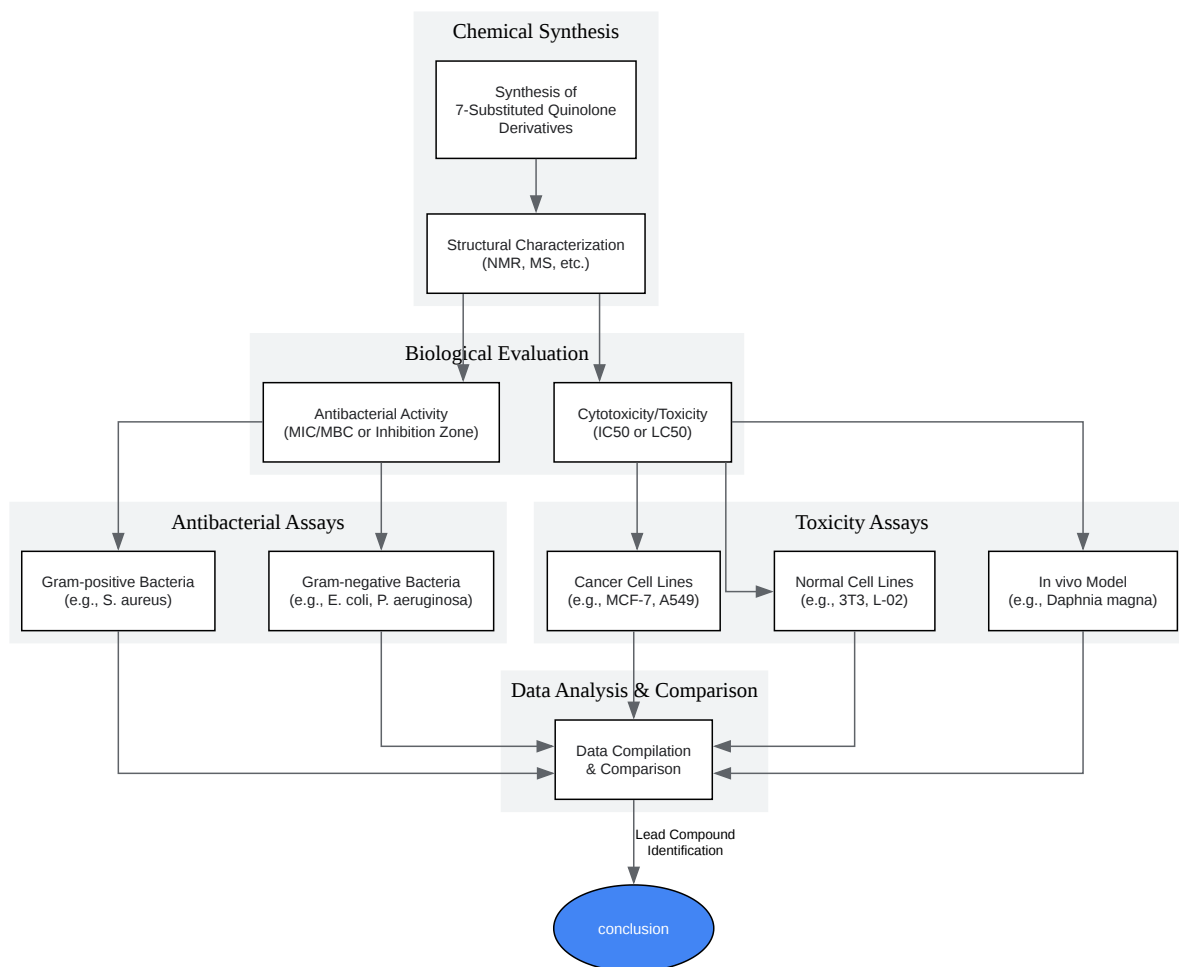 Chemical Synthesis
Synthesis of
7-Substituted Quinolone
Derivatives
Structural Characterization
(NMR, MS, etc.)
Biological Evaluation
Antibacterial Activity
(MIC/MBC or Inhibition Zone)
Cytotoxicity/Toxicity
(IC50 or LC50)
Antibacterial Assays
Toxicity Assays
Gram-positive Bacteria
(e.g., S. aureus)
Gram-negative Bacteria
(e.g., E. coli, P. aeruginosa)
Cancer Cell Lines
(e.g., MCF-7, A549)
Normal Cell Lines
(e.g., 3T3, L-02)
In vivo Model
(e.g., Daphnia magna)
Data Analysis & Comparison
Data Compilation
& Comparison
Lead Compound
Identification
conclusion